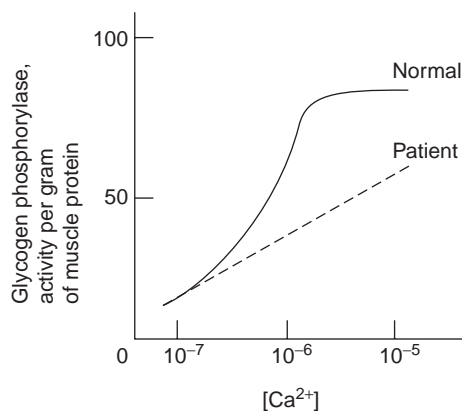 100
Normal
Patient
50
0
10⁻⁷
10⁻⁶
10⁻⁵
Glycogen phosphorylase,
activity per gram
of muscle protein
[Ca²⁺]